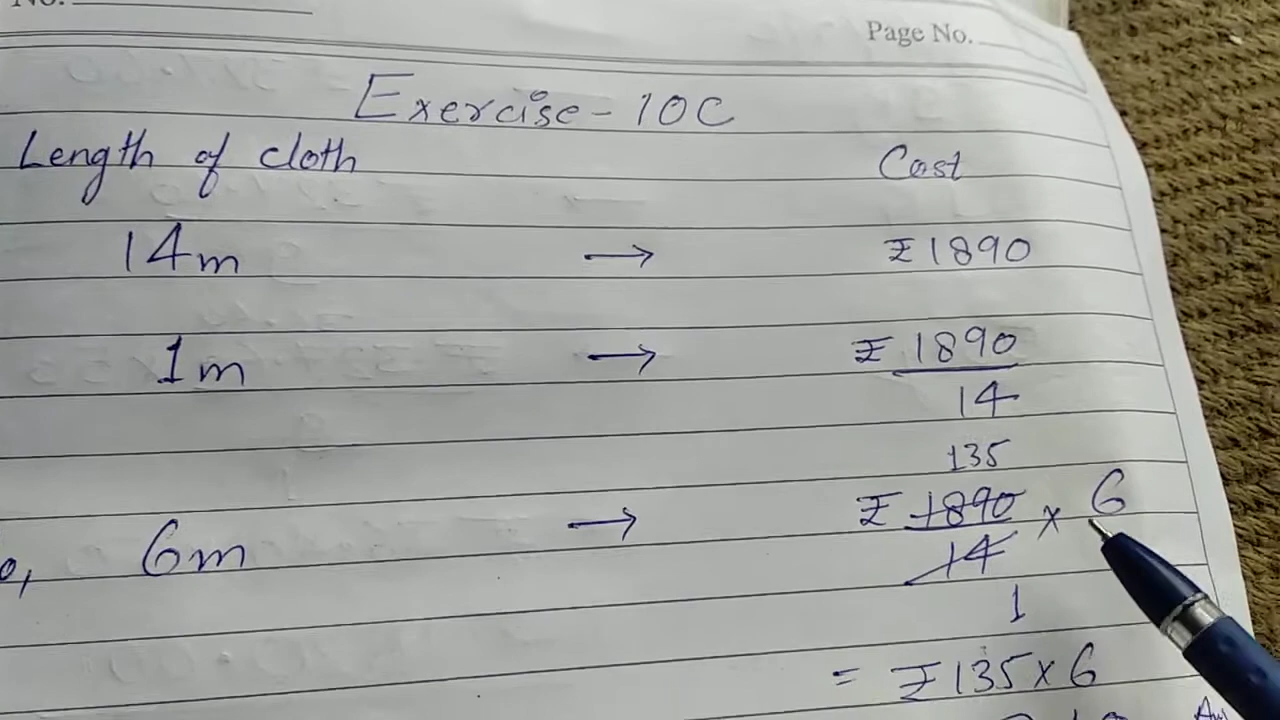 No.
Page No.
Exercise - 10C
Length of cloth Cost
14m → ₹1890
1m → ₹ 1890
14
135
6m → ₹ 1890 × 6
14
1
= ₹135 × 6